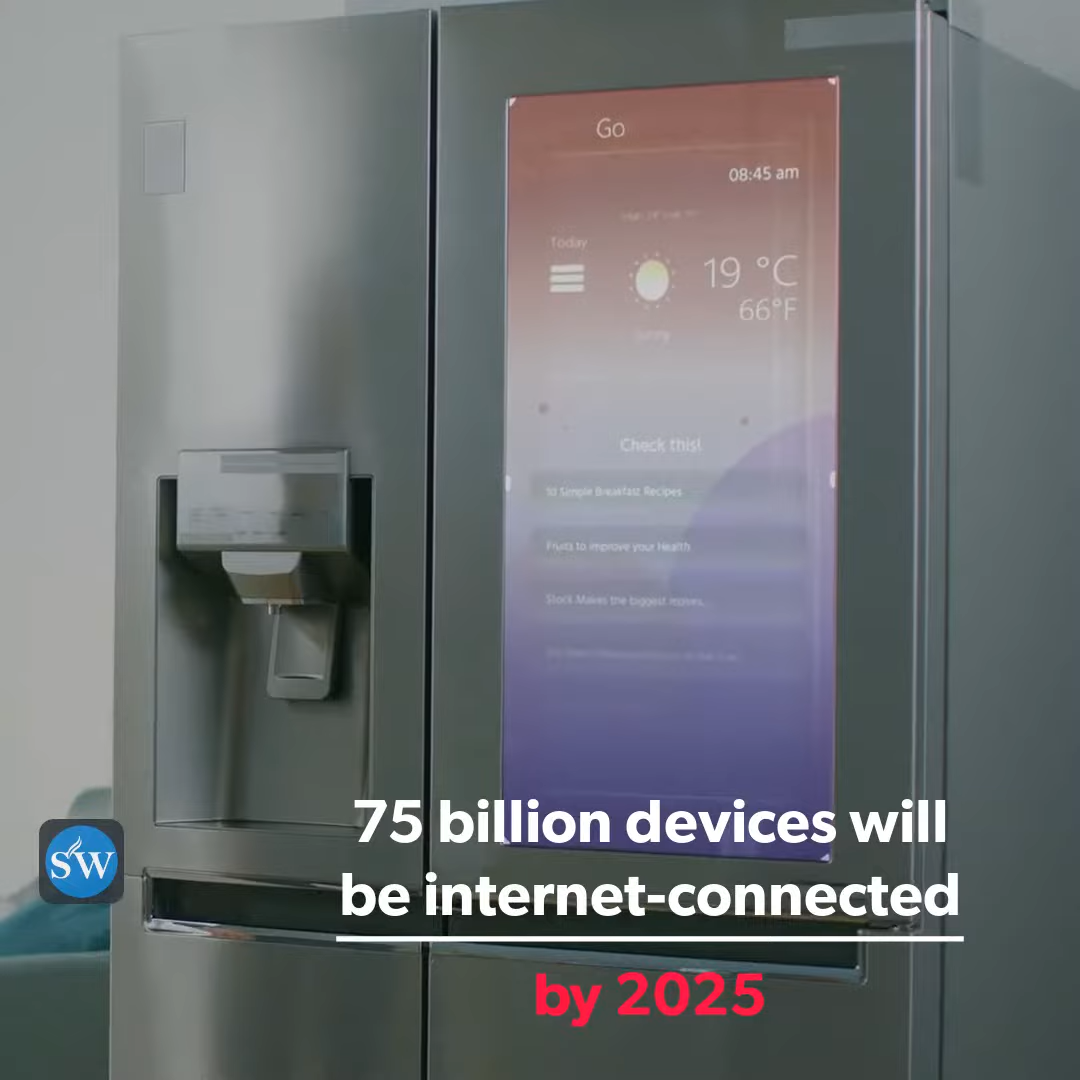 Go
08:45 am
Today
19 °C
66°F
Sunny
Check this!
10 Simple Breakfast Recipes
Fruits to improve your Health
Stock Makes the biggest moves.
SW
75 billion devices will
be internet-connected
by 2025